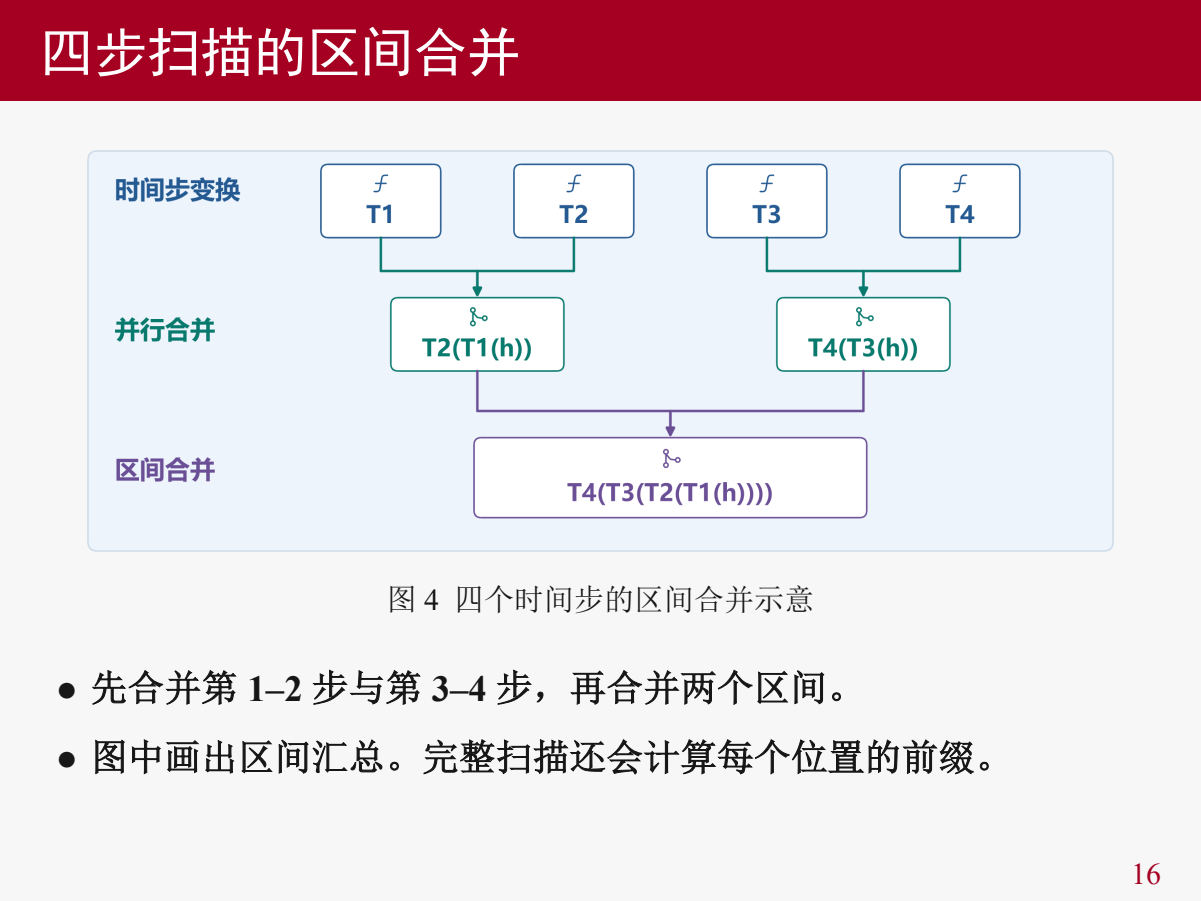 四步扫描的区间合并
时间步变换
T1 T2 T3 T4
并行合并
T2(T1(h)) T4(T3(h))
区间合并
T4(T3(T2(T1(h))))
图 4 四个时间步的区间合并示意
● 先合并第 1–2 步与第 3–4 步，再合并两个区间。
● 图中画出区间汇总。完整扫描还会计算每个位置的前缀。
16